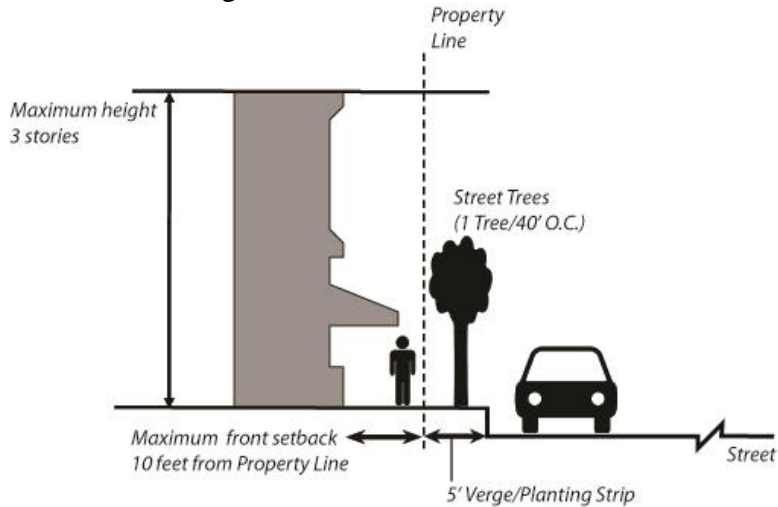 Property
Line
Maximum height
3 stories
Street Trees
(1 Tree/40' O.C.)
Maximum front setback
10 feet from Property Line
Street
5' Verge/Planting Strip